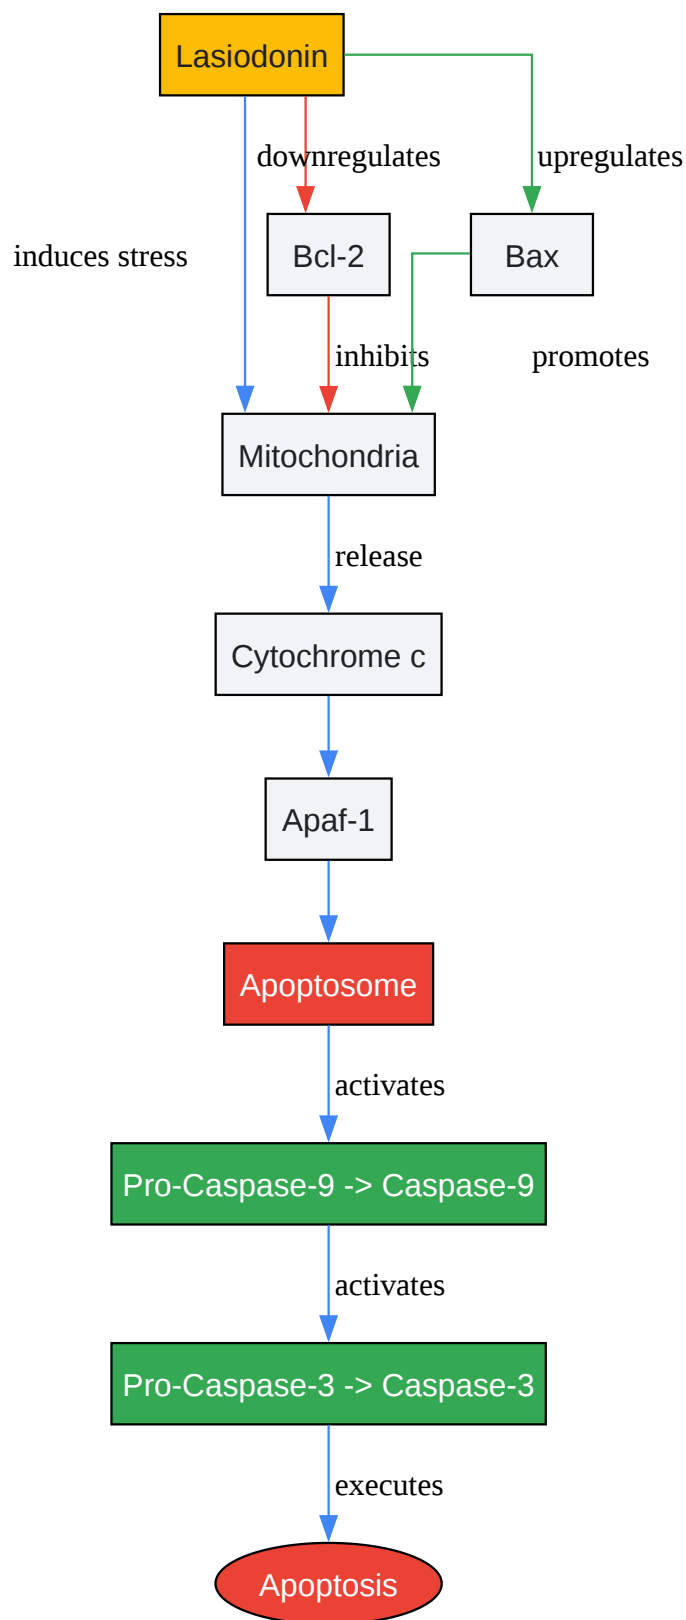 Lasiodonin
downregulates
upregulates
induces stress
Bcl-2
Bax
inhibits
promotes
Mitochondria
release
Cytochrome c
Apaf-1
Apoptosome
activates
Pro-Caspase-9 -> Caspase-9
activates
Pro-Caspase-3 -> Caspase-3
executes
Apoptosis